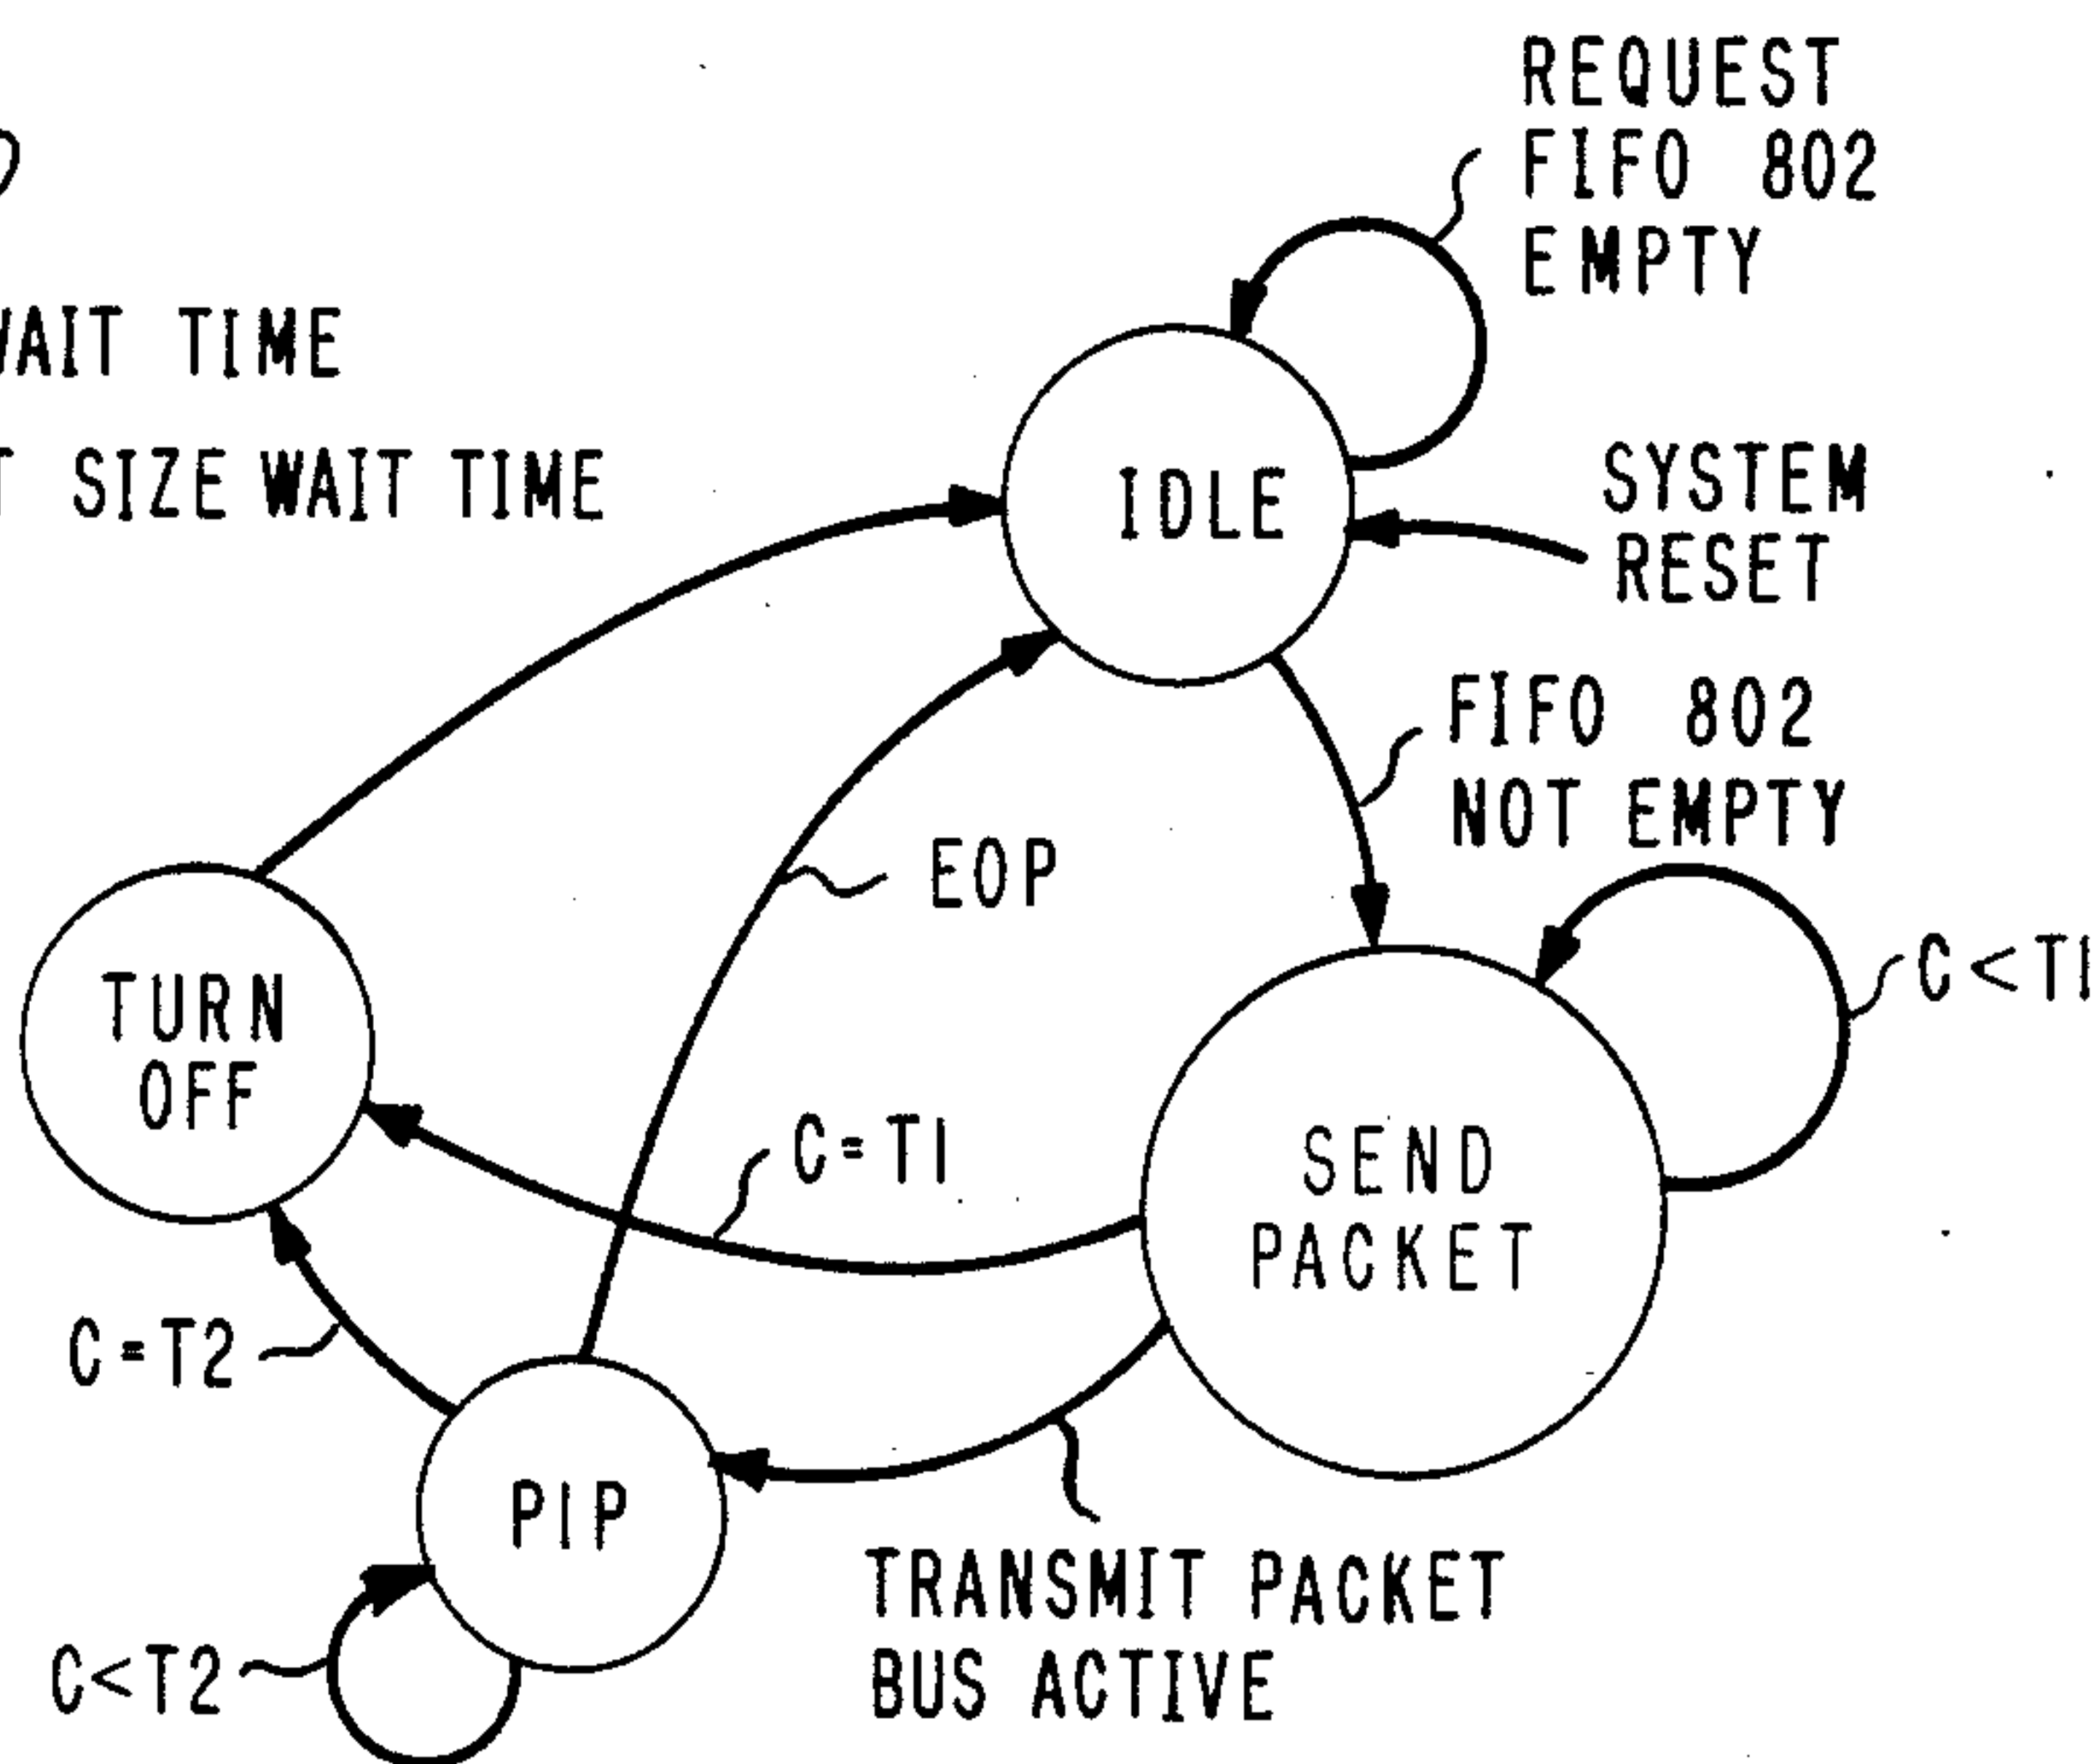 REQUEST
FIFO 802
EMPTY
WAIT TIME
SIZE WAIT TIME
IDLE
SYSTEM
RESET
FIFO 802
NOT EMPTY
EOP
C<T1
TURN
OFF
C=T1
SEND
PACKET
C=T2
PIP
TRANSMIT PACKET
BUS ACTIVE
C<T2